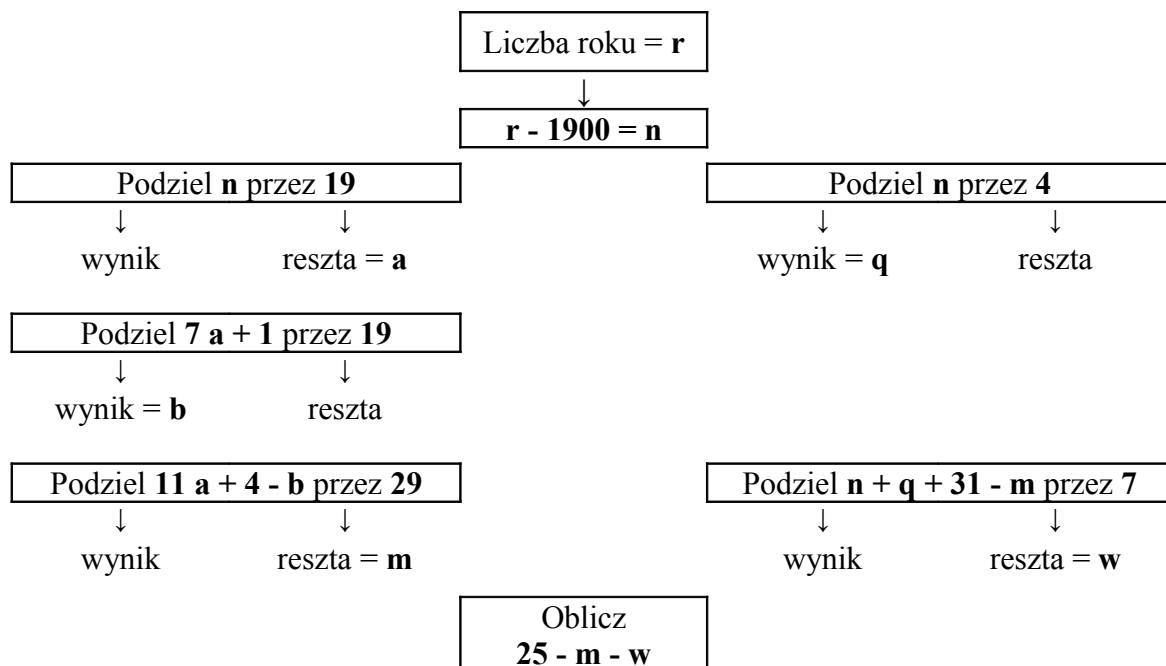 Liczba roku = r
↓
r - 1900 = n
Podziel n przez 19 Podziel n przez 4
↓ ↓ ↓ ↓
wynik reszta = a wynik = q reszta
Podziel 7 a + 1 przez 19
↓ ↓
wynik = b reszta
Podziel 11 a + 4 - b przez 29 Podziel n + q + 31 - m przez 7
↓ ↓ ↓ ↓
wynik reszta = m wynik reszta = w
Oblicz
25 - m - w